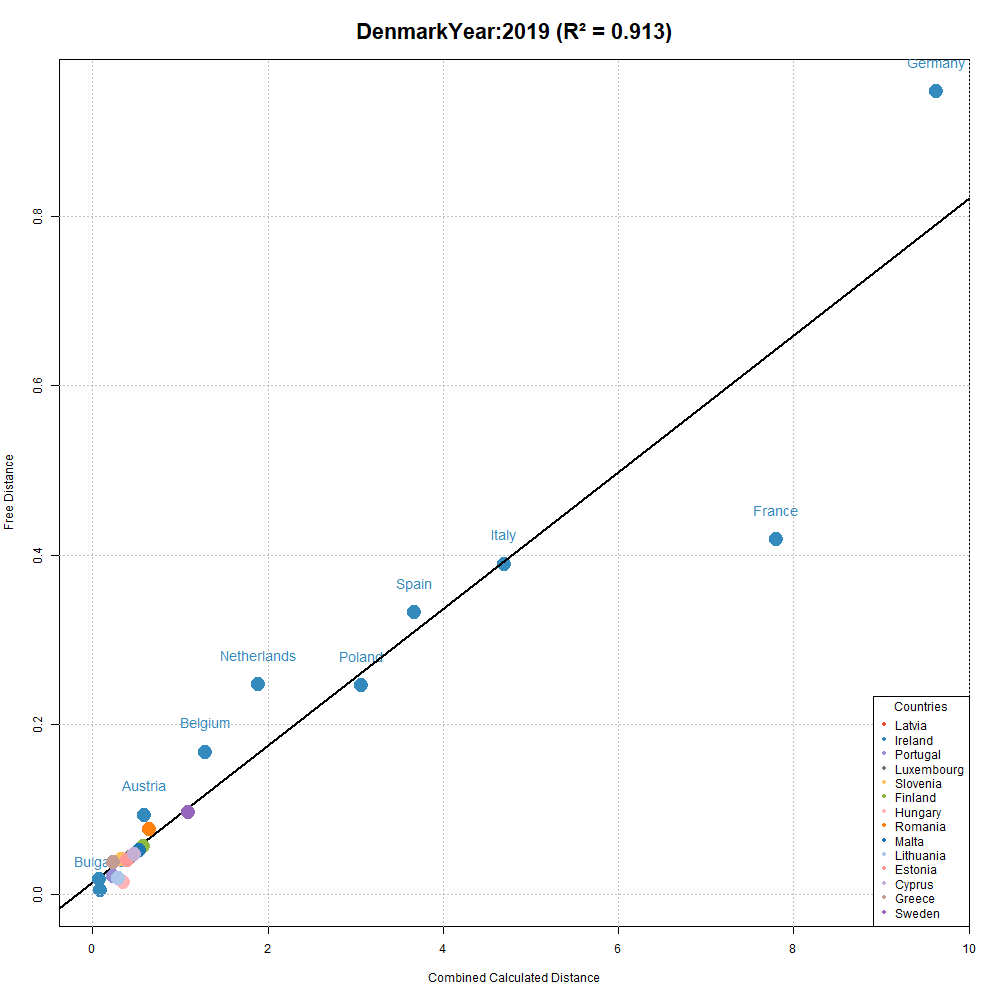 DenmarkYear:2019 (R² = 0.913)
Germany
0.8
0.6
France
Italy
0.4
Spain
Netherlands
Poland
Free Distance
Belgium
0.2
Austria
0.0
Countries
Latvia
Ireland
Portugal
Luxembourg
Slovenia
Finland
Hungary
Romania
Malta
Lithuania
Estonia
Cyprus
Greece
Sweden
0 2 4 6 8 10
Combined Calculated Distance